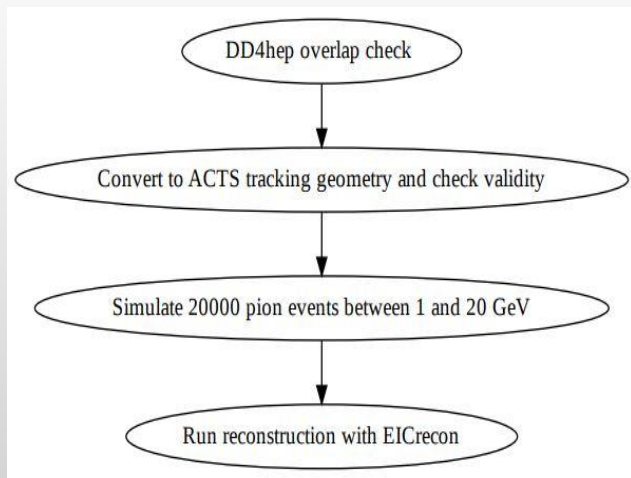 DD4hep overlap check
Convert to ACTS tracking geometry and check validity
Simulate 20000 pion events between 1 and 20 GeV
Run reconstruction with EICrecon